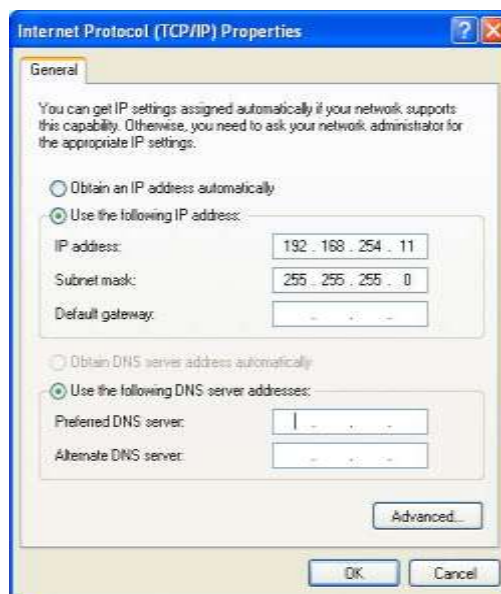 Internet Protocol (TCP/IP) Properties
General
You can get IP settings assigned automatically if your network supports
this capability. Otherwise, you need to ask your network administrator for
the appropriate IP settings.
Obtain an IP address automatically
Use the following IP address:
IP address: 192 . 168 . 254 . 11
Subnet mask: 255 . 255 . 255 . 0
Default gateway: . . .
Obtain DNS server address automatically
Use the following DNS server addresses:
Preferred DNS server: . . .
Alternate DNS server: . . .
Advanced...
OK Cancel